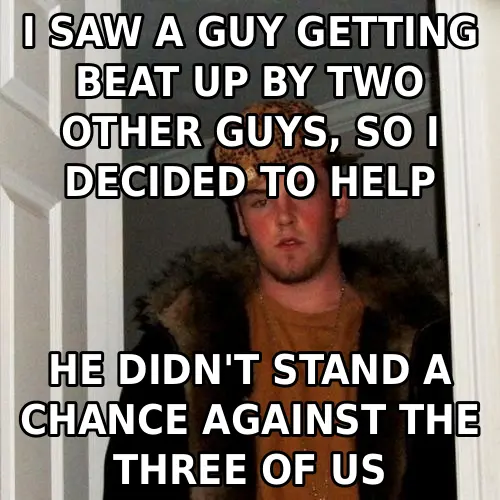 I SAW A GUY GETTING
BEAT UP BY TWO
OTHER GUYS, SO I
DECIDED TO HELP
HE DIDN'T STAND A
CHANCE AGAINST THE
THREE OF US